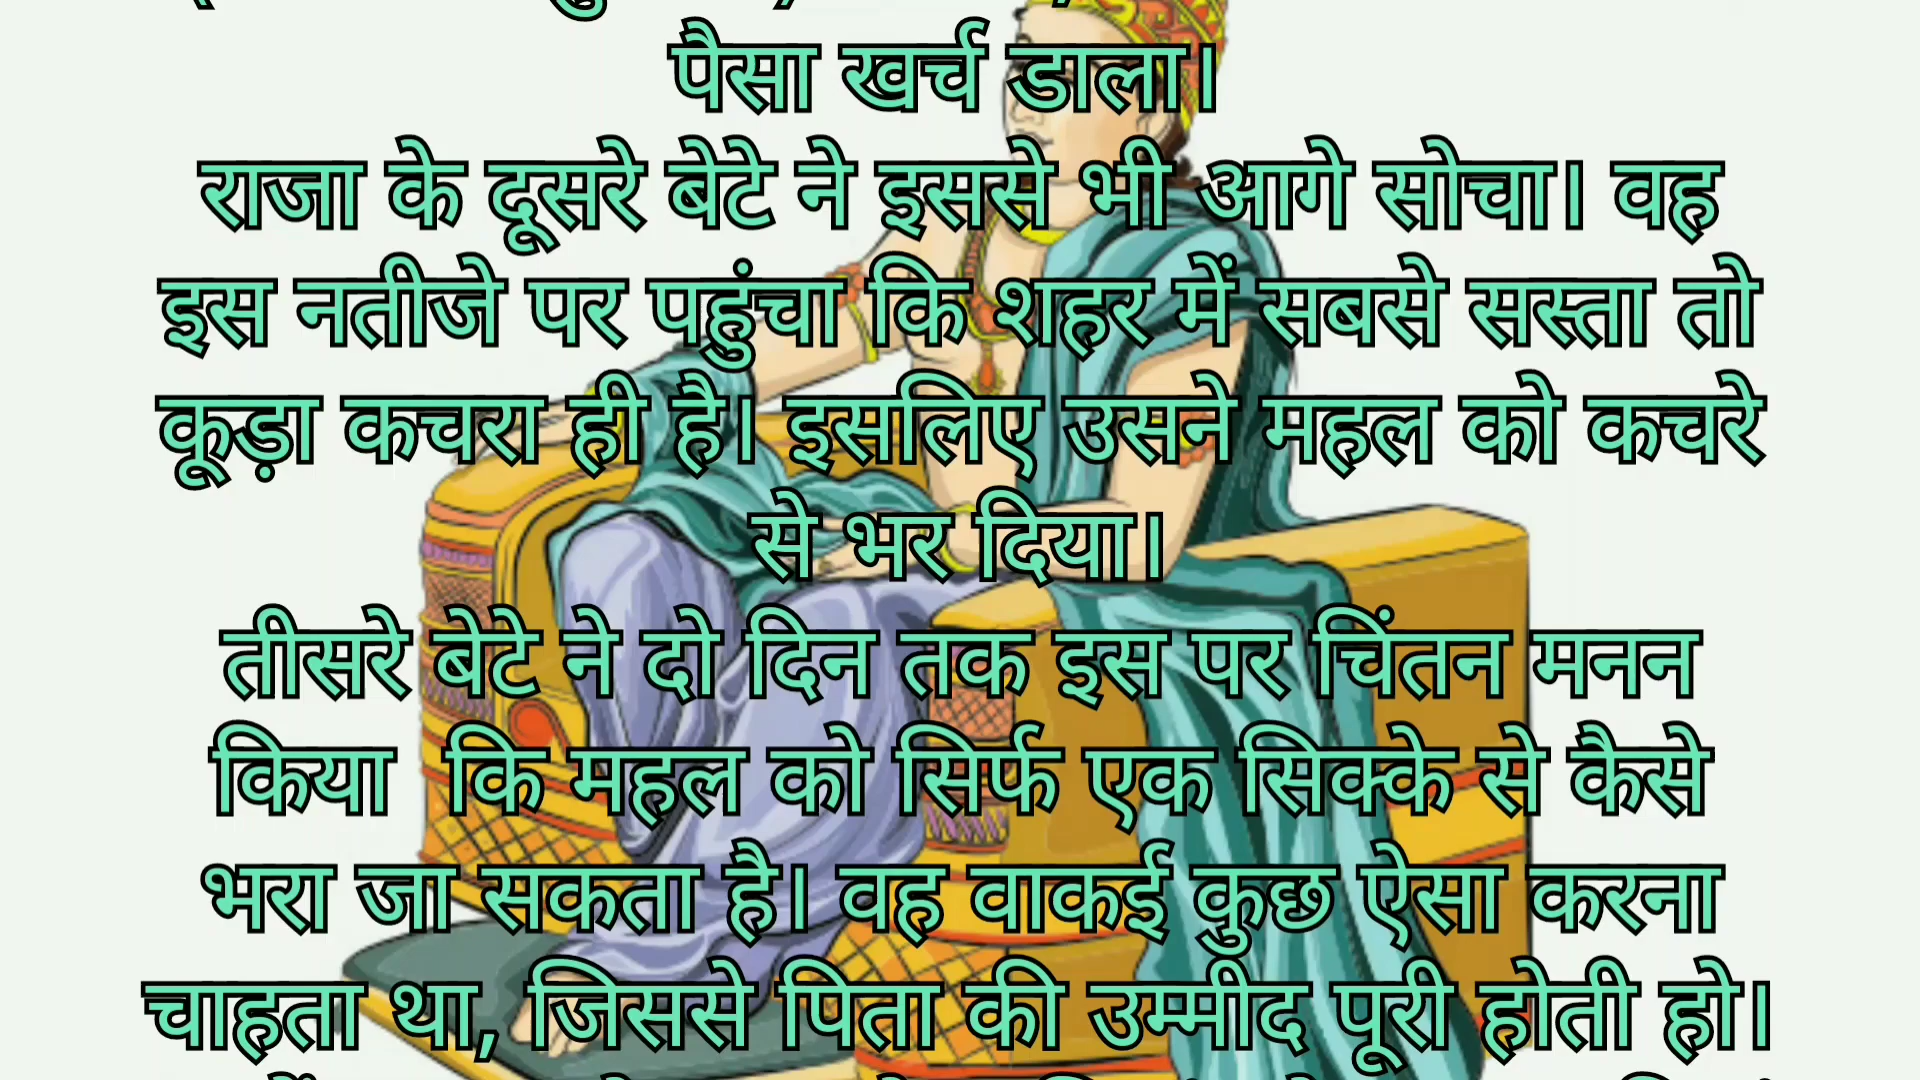 पैसा खर्च डाला।
राजा के दूसरे बेटे ने इससे भी आगे सोचा। वह
इस नतीजे पर पहुंचा कि शहर में सबसे सस्ता तो
कूड़ा कचरा ही है। इसलिए उसने महल को कचरे
से भर दिया।
तीसरे बेटे ने दो दिन तक इस पर चिंतन मनन
किया  कि महल को सिर्फ एक सिक्के से कैसे
भरा जा सकता है। वह वाकई कुछ ऐसा करना
चाहता था, जिससे पिता की उम्मीद पूरी होती हो।